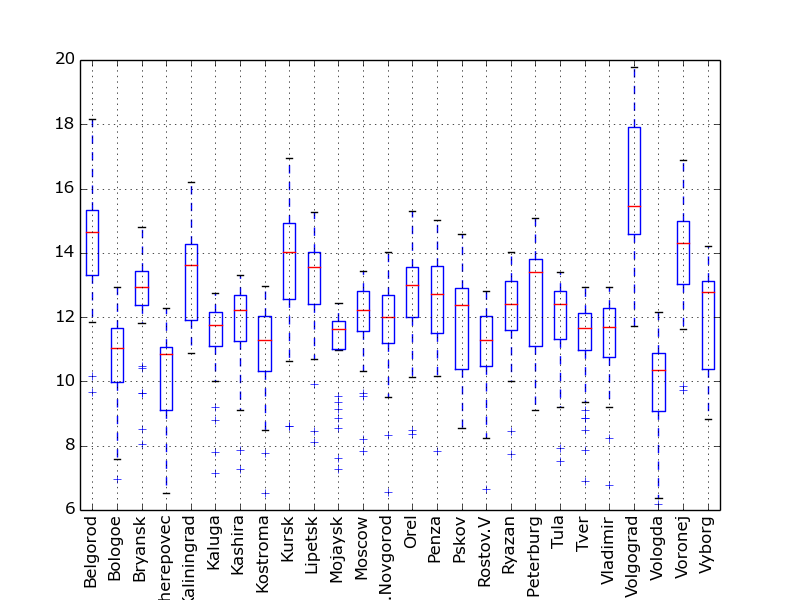 20
18
16
14
12
10
8
6
Belgorod
Bologoe
Bryansk
herepovec
Kaliningrad
Kaluga
Kashira
Kostroma
Kursk
Lipetsk
Mojaysk
Moscow
.Novgorod
Orel
Penza
Pskov
Rostov.V
Ryazan
Peterburg
Tula
Tver
Vladimir
Volgograd
Vologda
Voronej
Vyborg